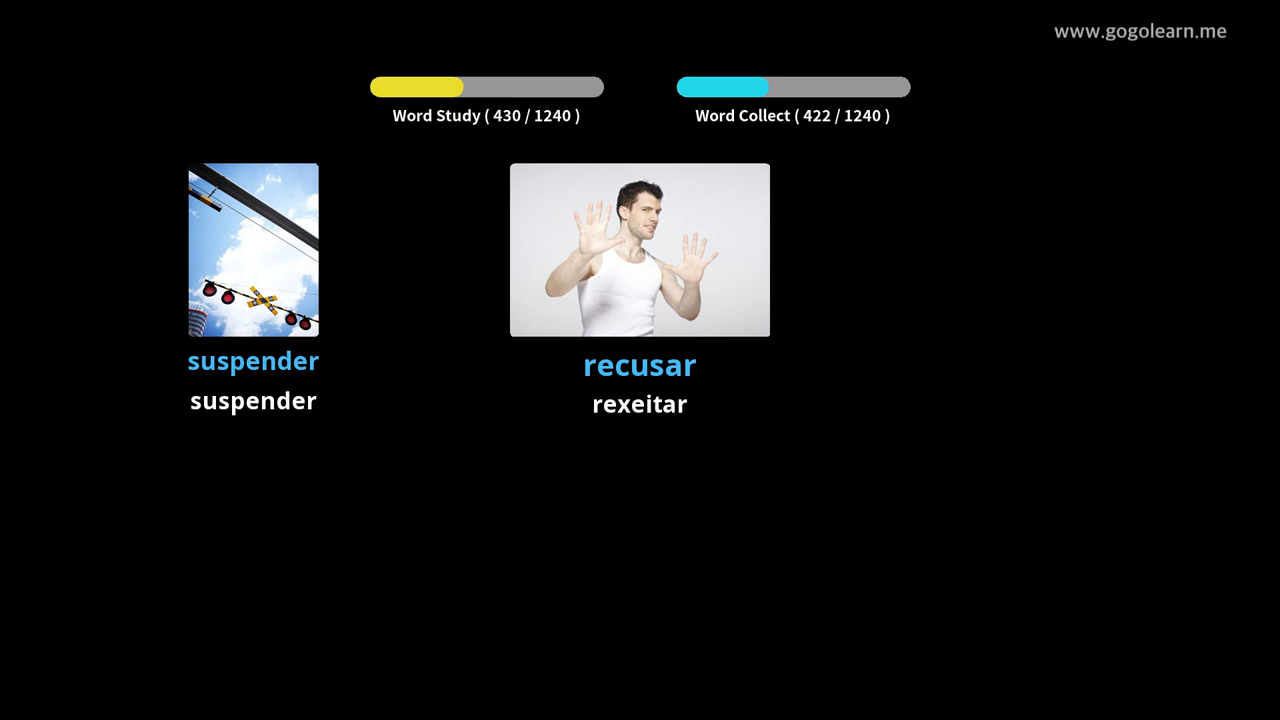 www.gogolearn.me
Word Study ( 430 / 1240 )
Word Collect ( 422 / 1240 )
suspender
suspender
recusar
rexeitar